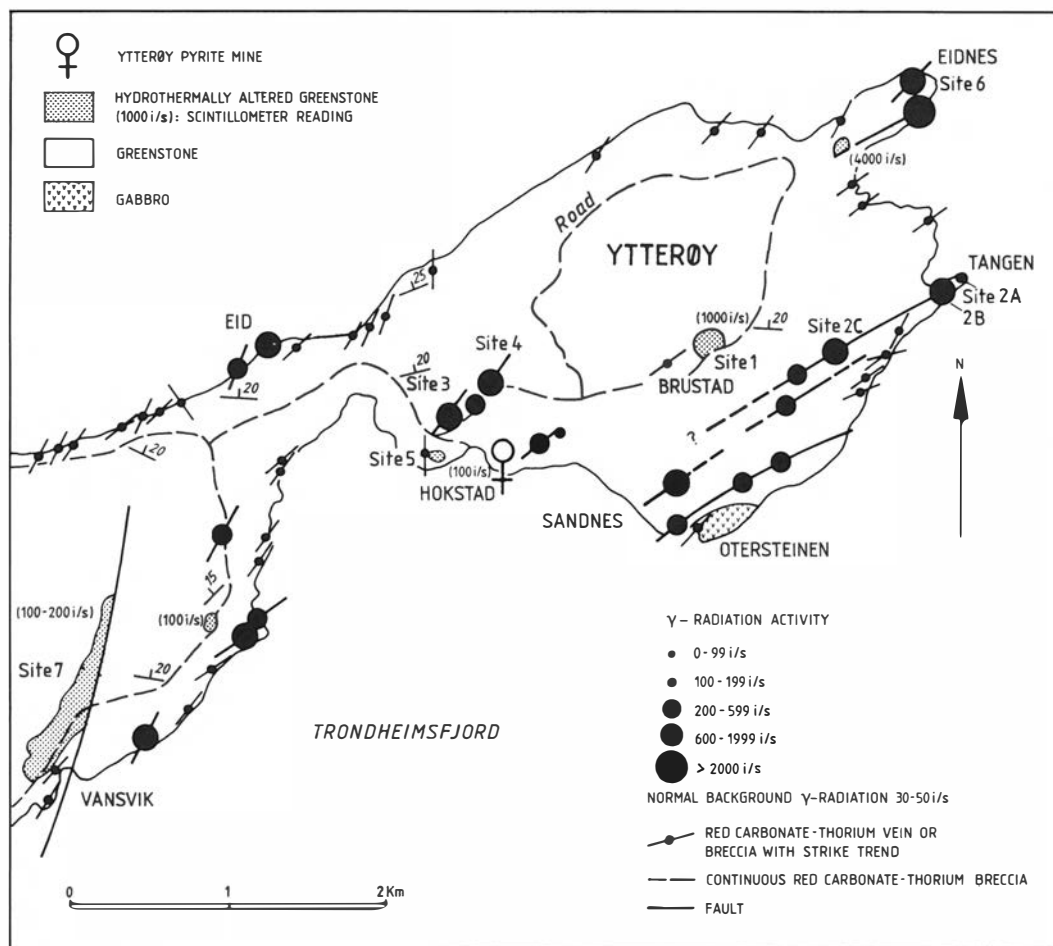 YTTERØY PYRITE MINE
HYDROTHERMALLY ALTERED GREENSTONE
(1000 i/s): SCINTILLOMETER READING
GREENSTONE
GABBRO
EIDNES
Site 6
(4000 i/s)
Road
YTTERØY
TANGEN
Site 2A
2B
25
EID
20
20
Site 4
Site 3
(1000 i/s)
20
Site 1
BRUSTAD
Site 2C
N
?
20
Site 5
(100 i/s)
HOKSTAD
SANDNES
OTERSTEINEN
15
(100-200 i/s)
(100 i/s)
Site 7
20
TRONDHEIMSFJORD
VANSVIK
γ - RADIATION ACTIVITY
0-99 i/s
100-199 i/s
200-599 i/s
600-1999 i/s
> 2000 i/s
NORMAL BACKGROUND γ-RADIATION 30-50 i/s
RED CARBONATE-THORIUM VEIN OR
BRECCIA WITH STRIKE TREND
CONTINUOUS RED CARBONATE-THORIUM BRECCIA
FAULT
0 1 2 Km